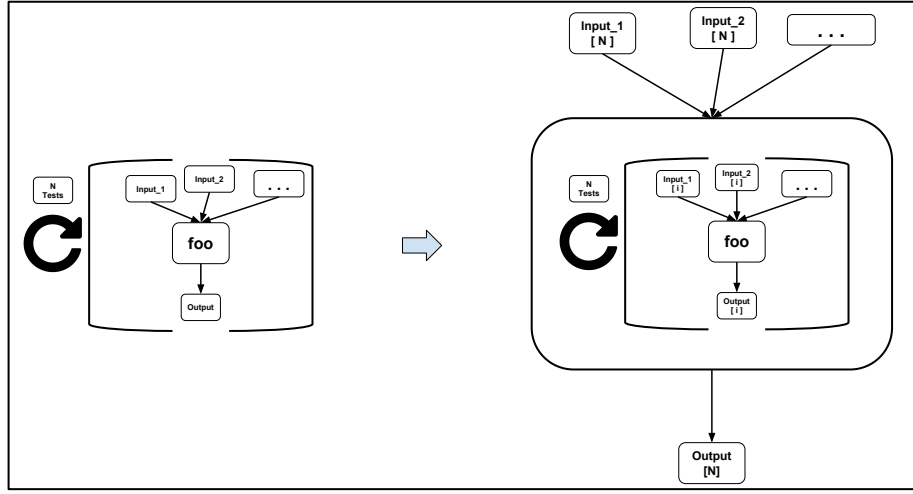 N
Tests
Input_1
Input_2
. . .
foo
Output
Input_1
[ N ]
Input_2
[ N ]
. . .
N
Tests
Input_1
[ i ]
Input_2
[ i ]
. . .
foo
Output
[ i ]
Output
[N]